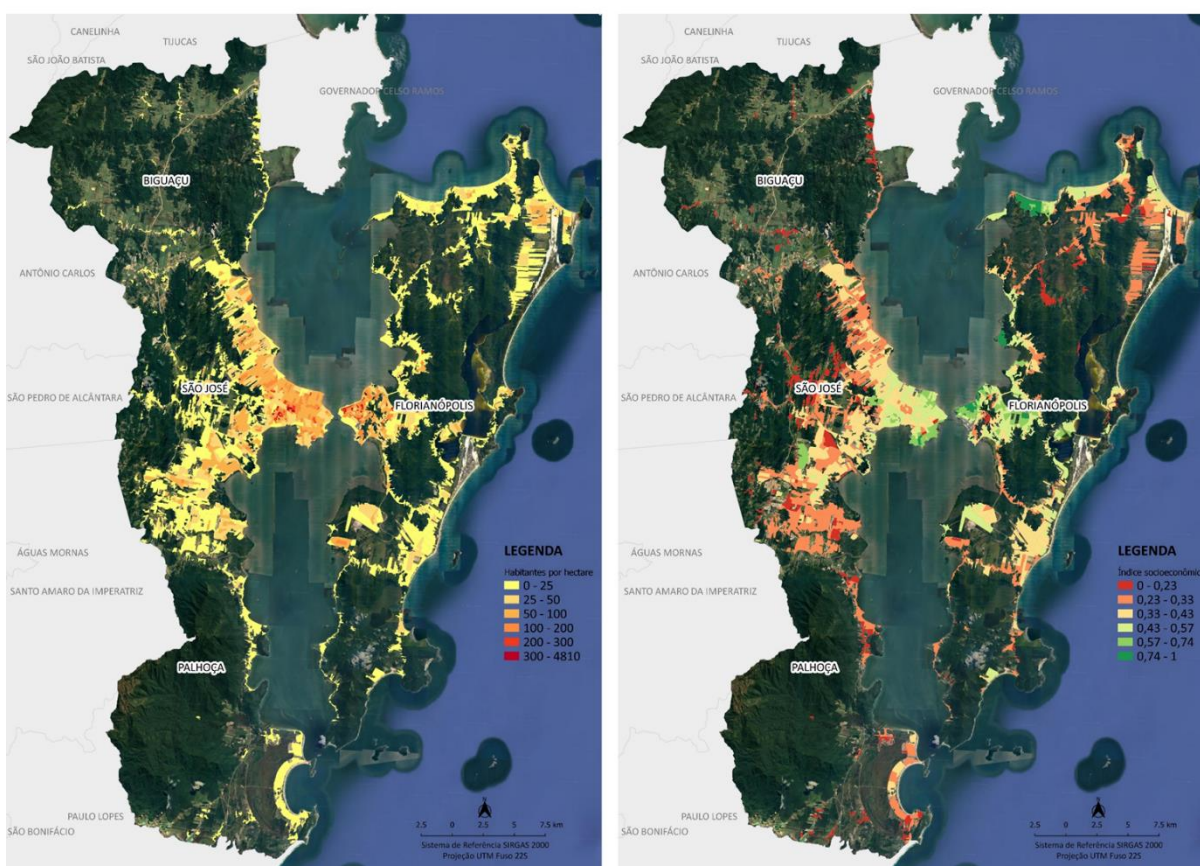 CANELINHA
TIJUCAS
SÃO JOÃO BATISTA
GOVERNADOR CELSO RAMOS
BIGUAÇU
ANTÔNIO CARLOS
SÃO JOSÉ
SÃO PEDRO DE ALCÂNTARA
FLORIANÓPOLIS
ÁGUAS MORNAS
SANTO AMARO DA IMPERATRIZ
PALHOÇA
PAULO LOPES
SÃO BONIFÁCIO
LEGENDA
Habitantes por hectare
0 - 25
25 - 50
50 - 100
100 - 200
200 - 300
300 - 4810
2.5 0 2.5 5 7.5 km
Sistema de Referência SIRGAS 2000
Projeção UTM Fuso 22S
CANELINHA
TIJUCAS
SÃO JOÃO BATISTA
GOVERNADOR CELSO RAMOS
BIGUAÇU
ANTÔNIO CARLOS
SÃO JOSÉ
SÃO PEDRO DE ALCÂNTARA
FLORIANÓPOLIS
ÁGUAS MORNAS
SANTO AMARO DA IMPERATRIZ
PALHOÇA
PAULO LOPES
SÃO BONIFÁCIO
LEGENDA
Índice socioeconômic
0 - 0,23
0,23 - 0,33
0,33 - 0,43
0,43 - 0,57
0,57 - 0,74
0,74 - 1
2.5 0 2.5 5 7.5 km
Sistema de Referência SIRGAS 2000
Projeção UTM Fuso 22S